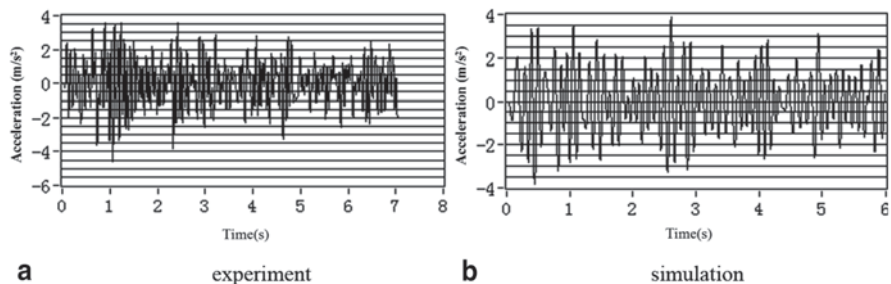 Acceleration (m/s²)
4
2
0
−2
−4
−6
0 1 2 3 4 5 6 7 8
Time(s)
a experiment
Acceleration (m/s²)
4
2
0
−2
−4
0 1 2 3 4 5 6
Time(s)
b simulation